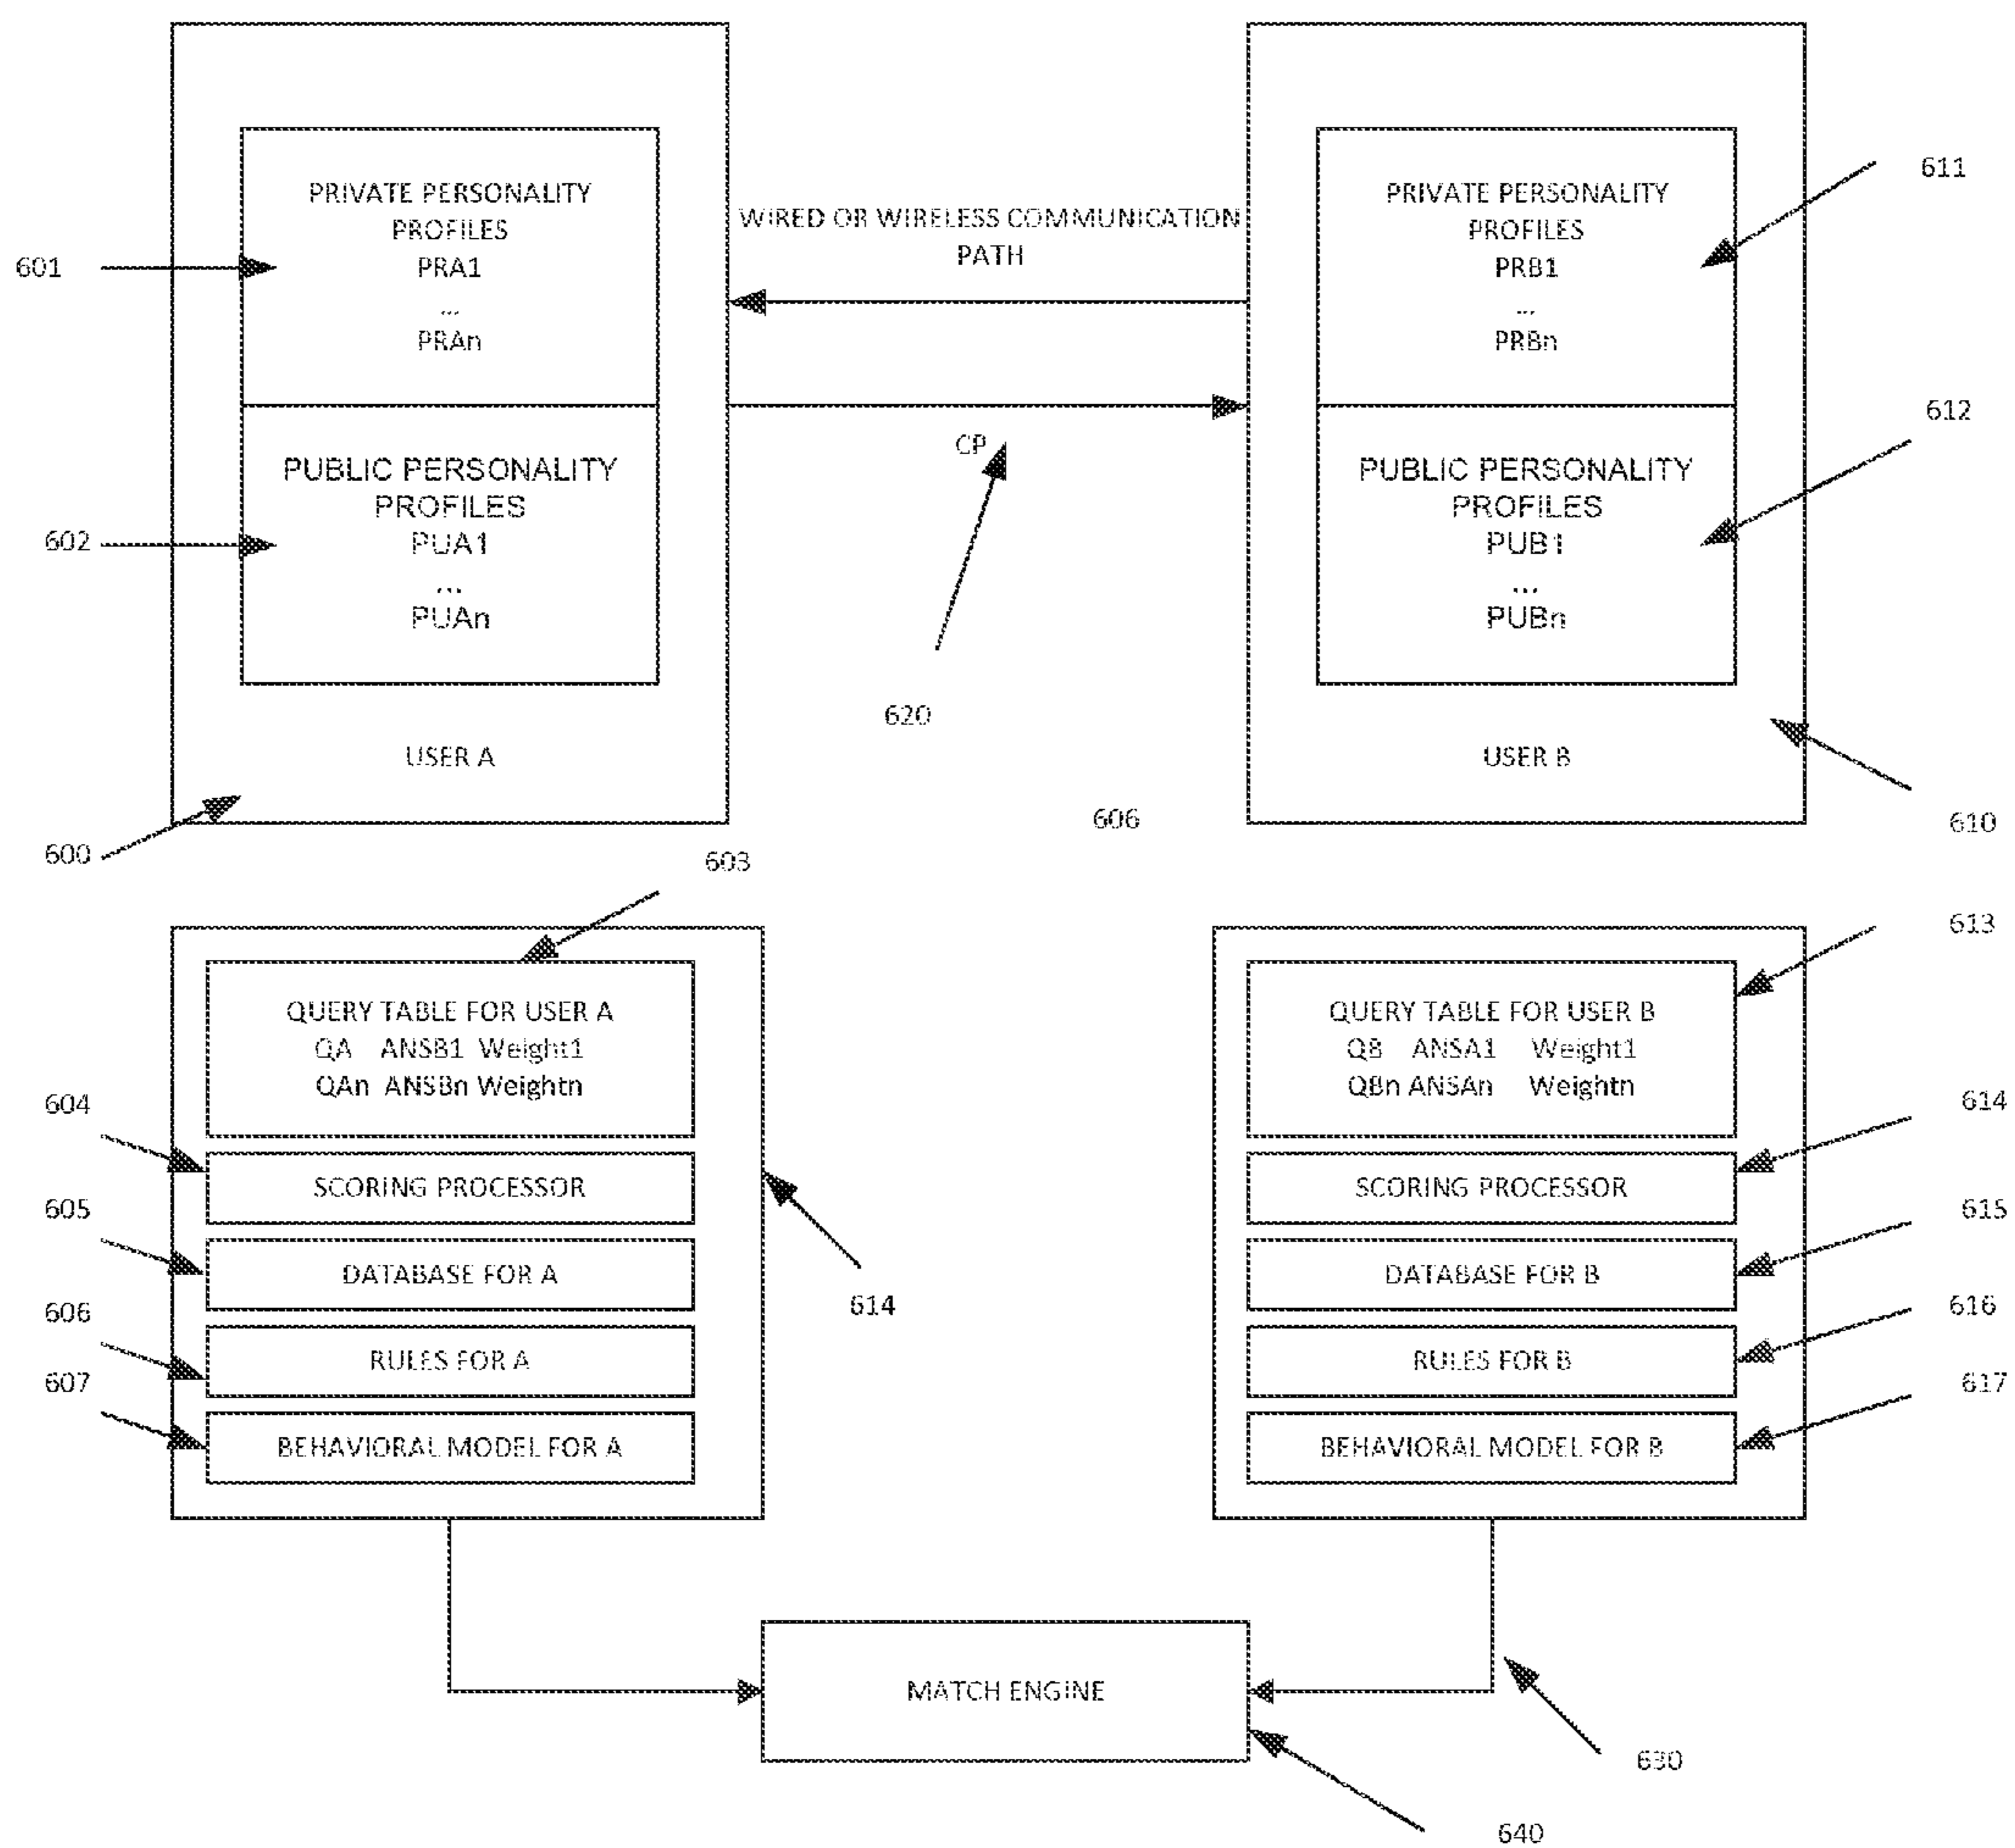 PRIVATE PERSONALITY
PROFILES
PRA1
...
PRAn
601
PUBLIC PERSONALITY
PROFILES
PUA1
...
PUAn
602
USER A
600
WIRED OR WIRELESS COMMUNICATION
PATH
CP
620
606
PRIVATE PERSONALITY
PROFILES
PRB1
...
PRBn
611
PUBLIC PERSONALITY
PROFILES
PUB1
...
PUBn
612
USER B
610
603
QUERY TABLE FOR USER A
QA ANSB1 Weight1
QAn ANSBn Weightn
604
SCORING PROCESSOR
605
DATABASE FOR A
606
RULES FOR A
607
BEHAVIORAL MODEL FOR A
614
613
QUERY TABLE FOR USER B
QB ANSA1 Weight1
QBn ANSAn Weightn
614
SCORING PROCESSOR
615
DATABASE FOR B
616
RULES FOR B
617
BEHAVIORAL MODEL FOR B
MATCH ENGINE
630
640